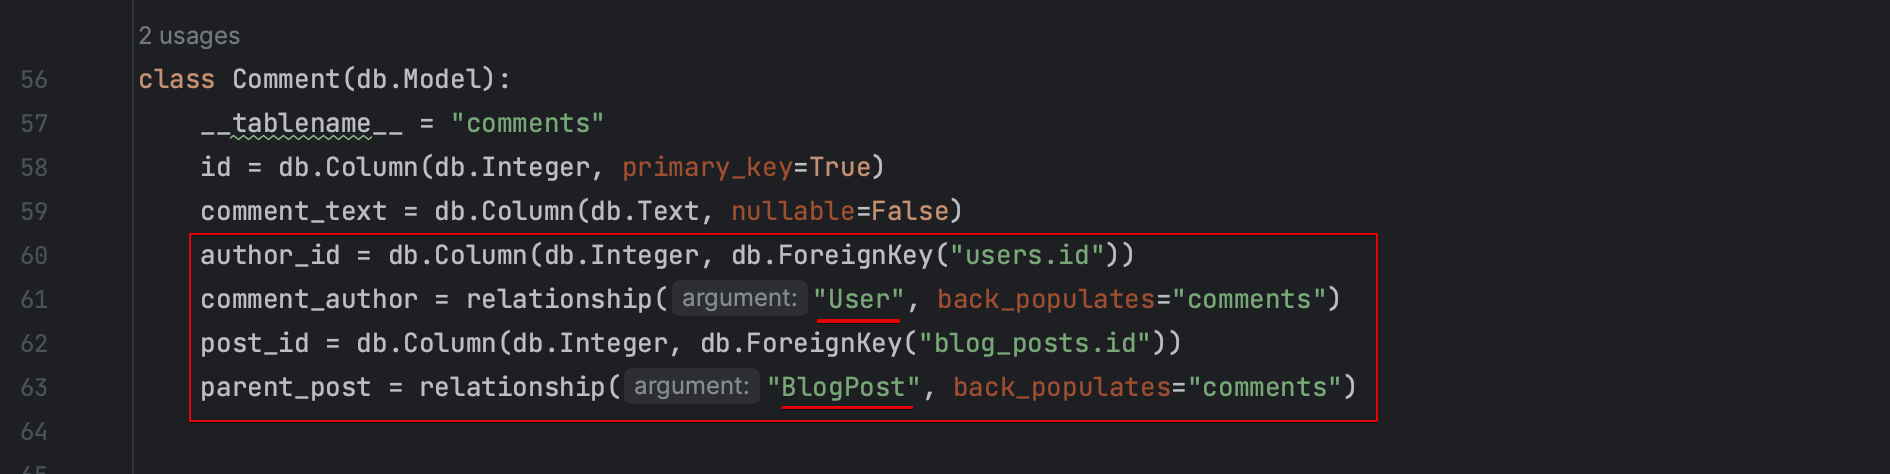 2 usages
56 class Comment(db.Model):
57 __tablename__ = "comments"
58 id = db.Column(db.Integer, primary_key=True)
59 comment_text = db.Column(db.Text, nullable=False)
60 author_id = db.Column(db.Integer, db.ForeignKey("users.id"))
61 comment_author = relationship( argument: "User", back_populates="comments")
62 post_id = db.Column(db.Integer, db.ForeignKey("blog_posts.id"))
63 parent_post = relationship( argument: "BlogPost", back_populates="comments")
64
65